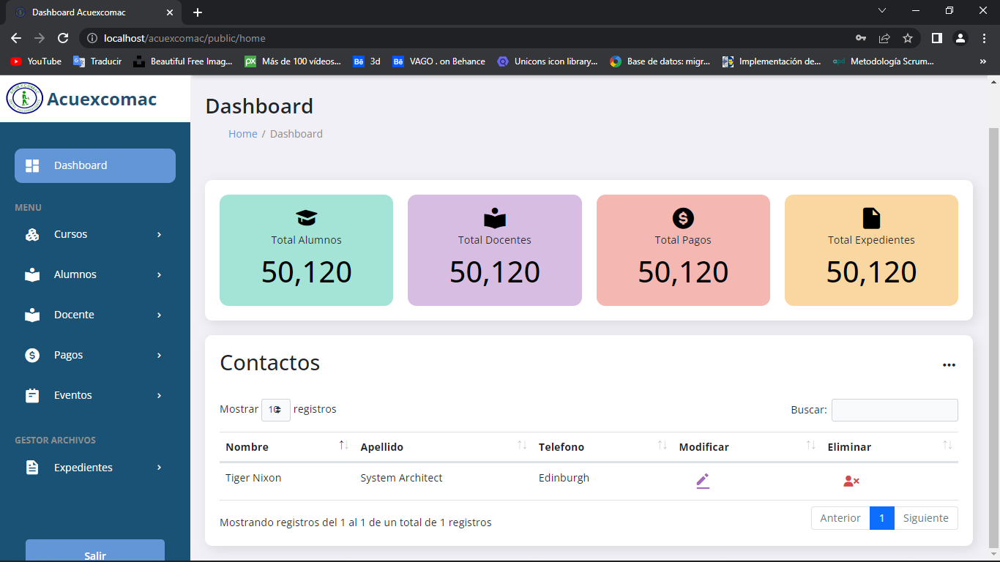 Dashboard Acuexcomac
localhost/acuexcomac/public/home
YouTube
Traducir
Beautiful Free Imag...
Más de 100 vídeos...
3d
VAGO . on Behance
Unicons icon library...
Base de datos: migr...
Implementación de...
Metodología Scrum...
Acuexcomac
Dashboard
MENU
Cursos
Alumnos
Docente
Pagos
Eventos
GESTOR ARCHIVOS
Expedientes
Salir
Dashboard
Home / Dashboard
Total Alumnos
50,120
Total Docentes
50,120
Total Pagos
50,120
Total Expedientes
50,120
Contactos
Mostrar 10 registros
Buscar:
Nombre Apellido Telefono Modificar Eliminar
Tiger Nixon System Architect Edinburgh
Mostrando registros del 1 al 1 de un total de 1 registros
Anterior 1 Siguiente